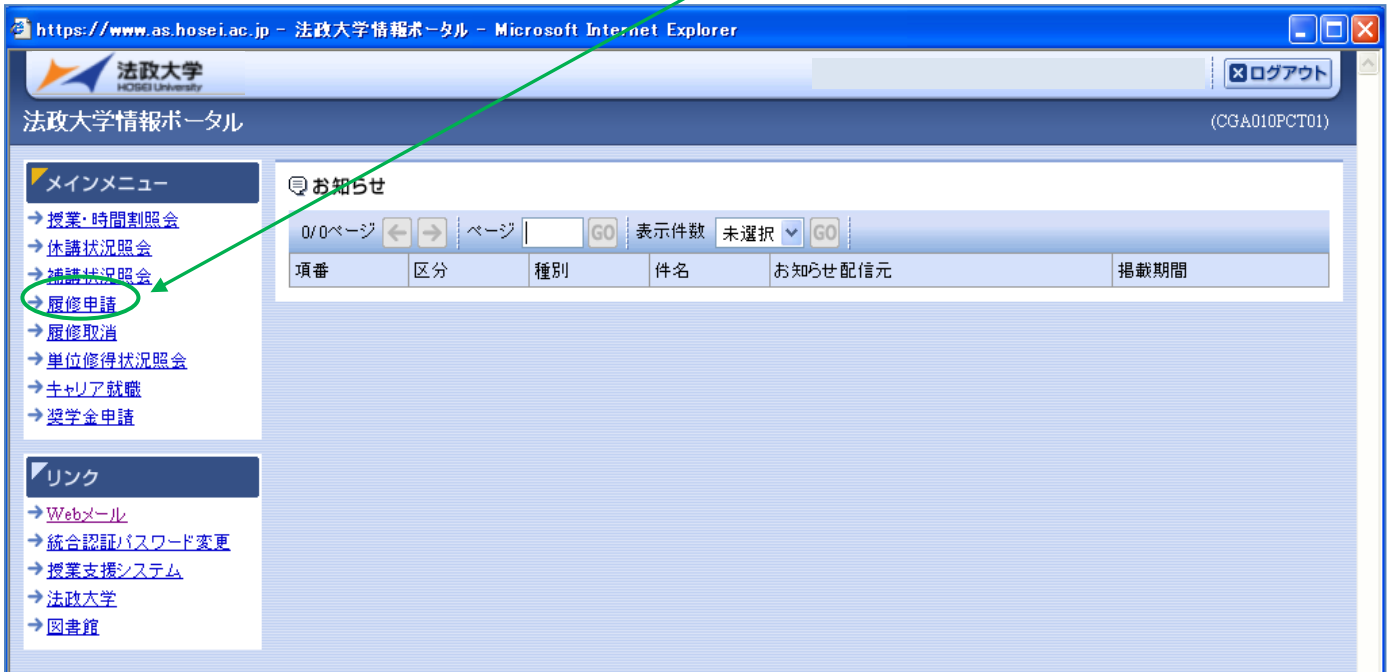 https://www.as.hosei.ac.jp - 法政大学情報ポータル - Microsoft Internet Explorer
法政大学
HOSEI University
ログアウト
法政大学情報ポータル
(CGA010PCT01)
メインメニュー
授業・時間割照会
休講状況照会
補講状況照会
履修申請
履修取消
単位修得状況照会
キャリア就職
奨学金申請
リンク
Webメール
統合認証パスワード変更
授業支援システム
法政大学
図書館
お知らせ
0/0ページ ページ GO 表示件数 未選択 GO
項番 区分 種別 件名 お知らせ配信元 掲載期間